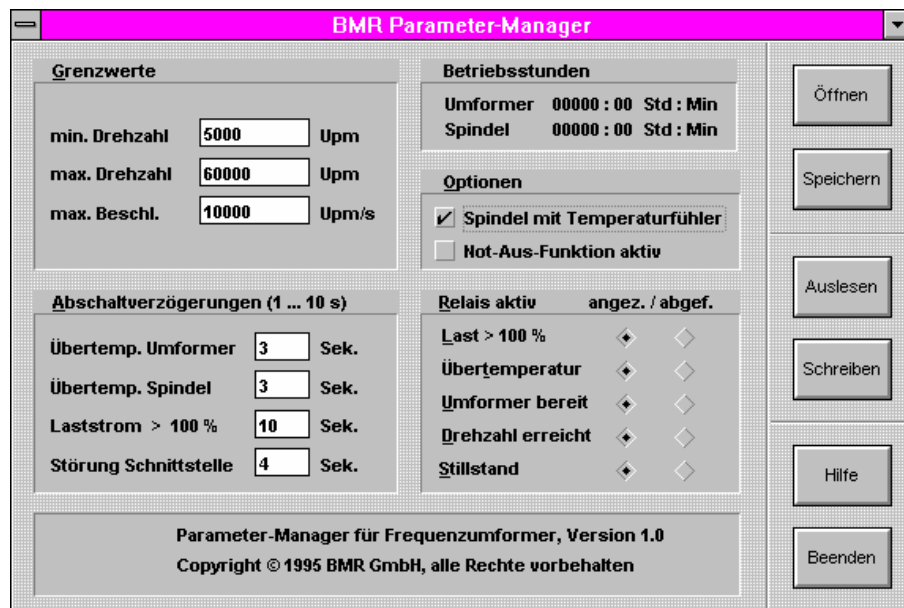 BMR Parameter-Manager
Grenzwerte
min. Drehzahl 5000 Upm
max. Drehzahl 60000 Upm
max. Beschl. 10000 Upm/s
Betriebsstunden
Umformer 00000 : 00 Std : Min
Spindel 00000 : 00 Std : Min
Optionen
Spindel mit Temperaturfühler
Not-Aus-Funktion aktiv
Abschaltverzögerungen (1 ... 10 s)
Übertemp. Umformer 3 Sek.
Übertemp. Spindel 3 Sek.
Laststrom > 100 % 10 Sek.
Störung Schnittstelle 4 Sek.
Relais aktiv angez. / abgef.
Last > 100 %
Übertemperatur
Umformer bereit
Drehzahl erreicht
Stillstand
Parameter-Manager für Frequenzumformer, Version 1.0
Copyright © 1995 BMR GmbH, alle Rechte vorbehalten
Öffnen
Speichern
Auslesen
Schreiben
Hilfe
Beenden